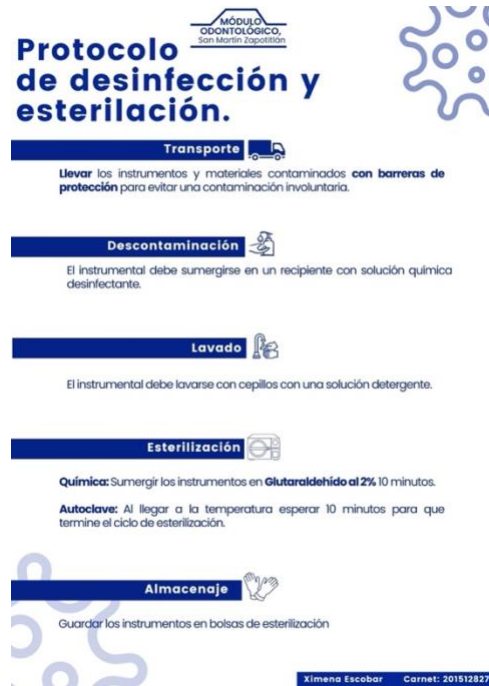 MÓDULO
ODONTOLÓGICO,
San Martín Zapotitlán
Protocolo
de desinfección y
esterilación.
Transporte
Llevar los instrumentos y materiales contaminados con barreras de
protección para evitar una contaminación involuntaria.
Descontaminación
El instrumental debe sumergirse en un recipiente con solución química
desinfectante.
Lavado
El instrumental debe lavarse con cepillos con una solución detergente.
Esterilización
Química: Sumergir los instrumentos en Glutaraldehído al 2% 10 minutos.
Autoclave: Al llegar a la temperatura esperar 10 minutos para que
termine el ciclo de esterilización.
Almacenaje
Guardar los instrumentos en bolsas de esterilización
Ximena Escobar Carnet: 201512827